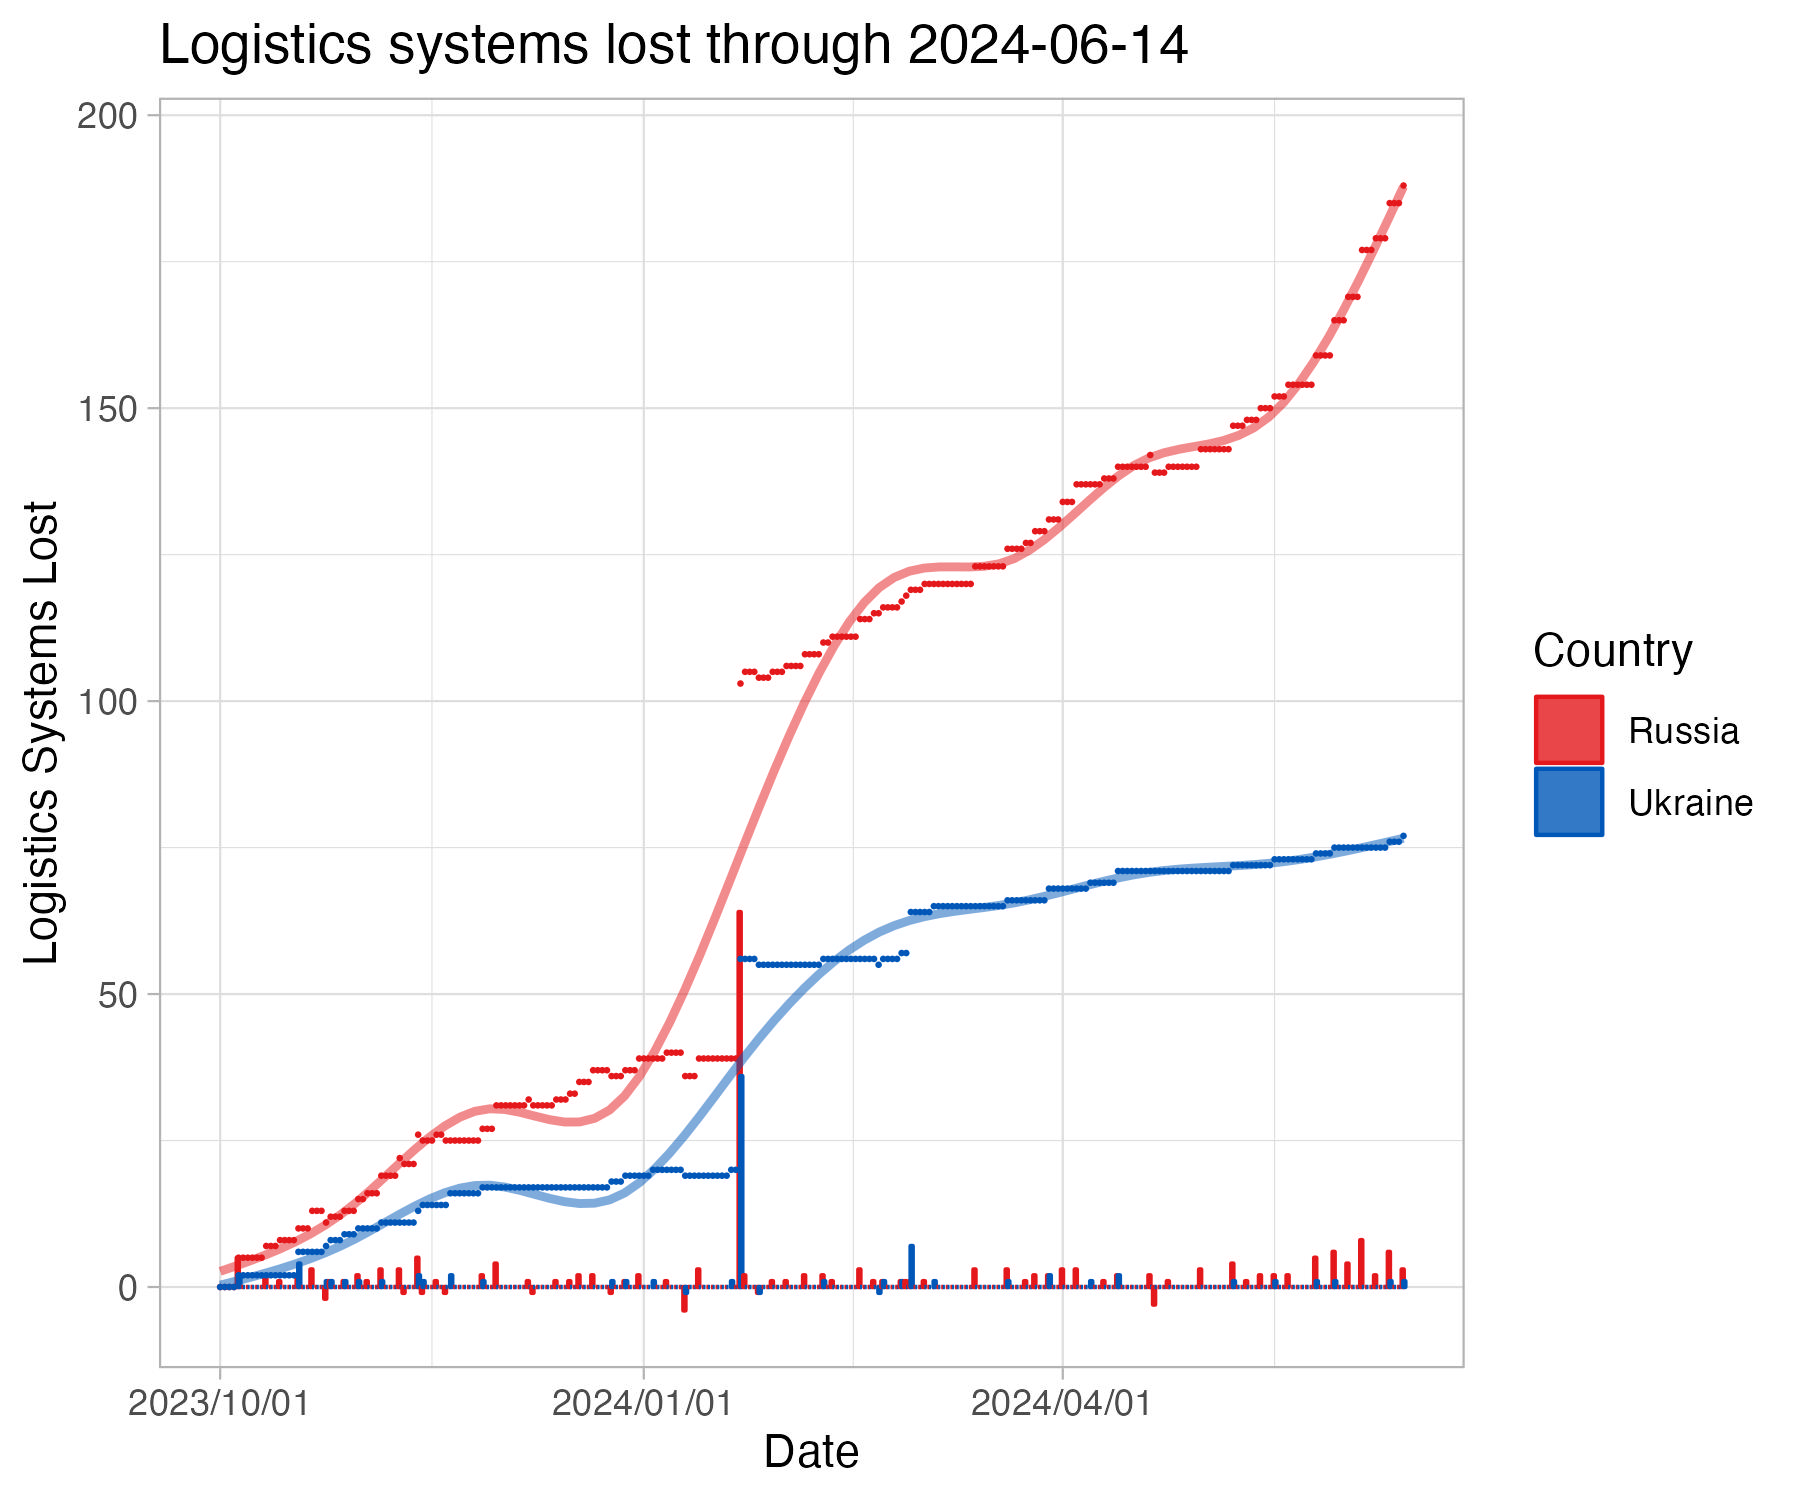 Logistics systems lost through 2024-06-14
200
150
100
50
0
Logistics Systems Lost
2023/10/01
2024/01/01
2024/04/01
Date
Country
Russia
Ukraine